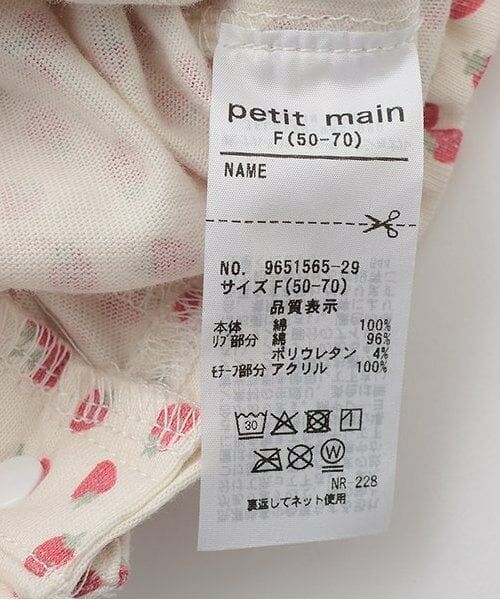 petit main
F(50-70)
NAME
NO. 9651565-29
サイズ F(50-70)
品質表示
本体 綿 100%
リブ部分 綿 96%
ポリウレタン 4%
モチーフ部分 アクリル 100%
30
W
NR 228
裏返してネット使用